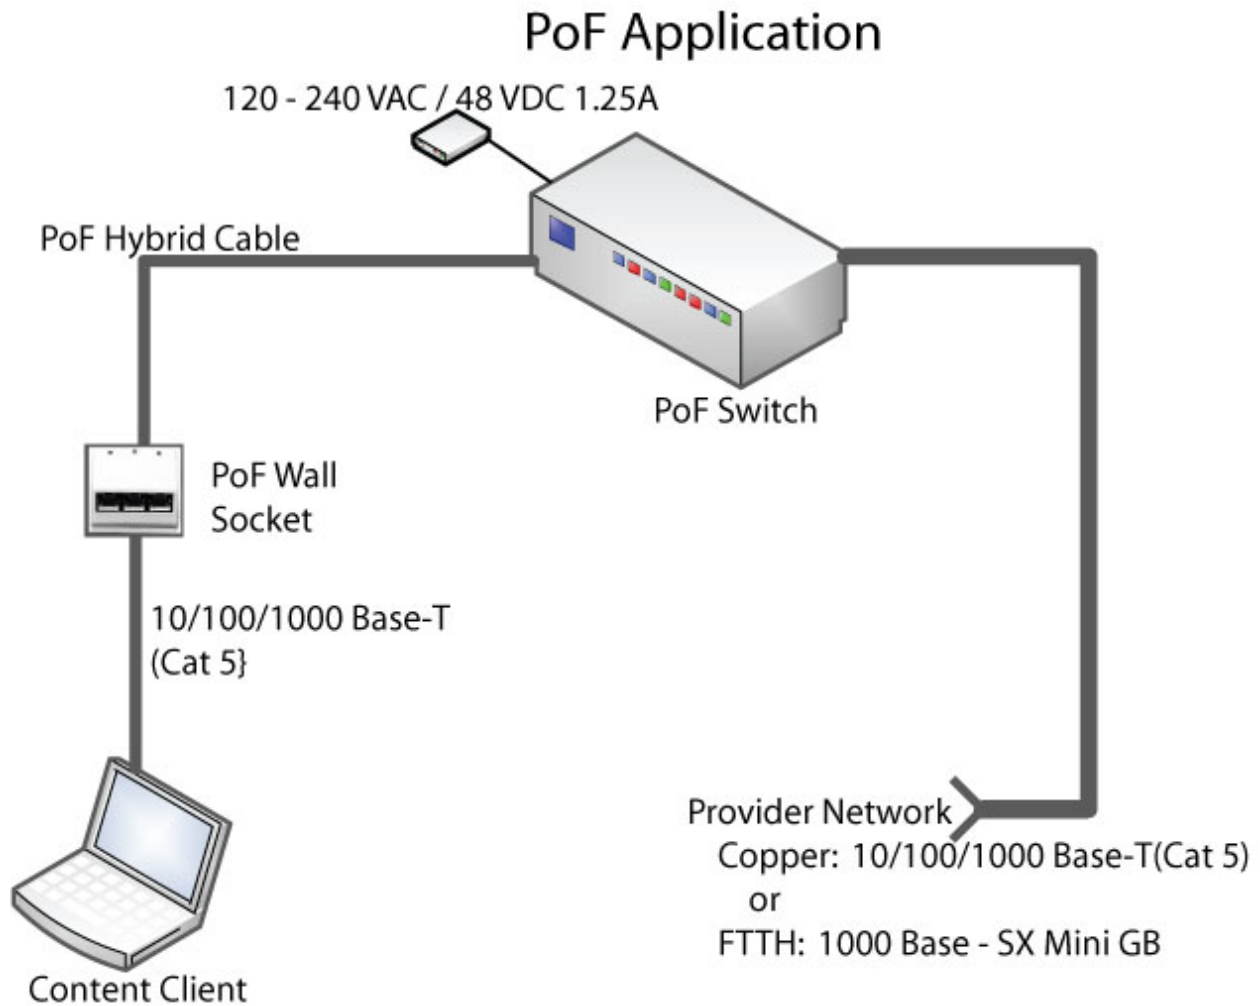 PoF Application
120 - 240 VAC / 48 VDC 1.25A
PoF Hybrid Cable
PoF Switch
PoF Wall
Socket
10/100/1000 Base-T
(Cat 5}
Provider Network
Copper: 10/100/1000 Base-T(Cat 5)
or
FTTH: 1000 Base - SX Mini GB
Content Client